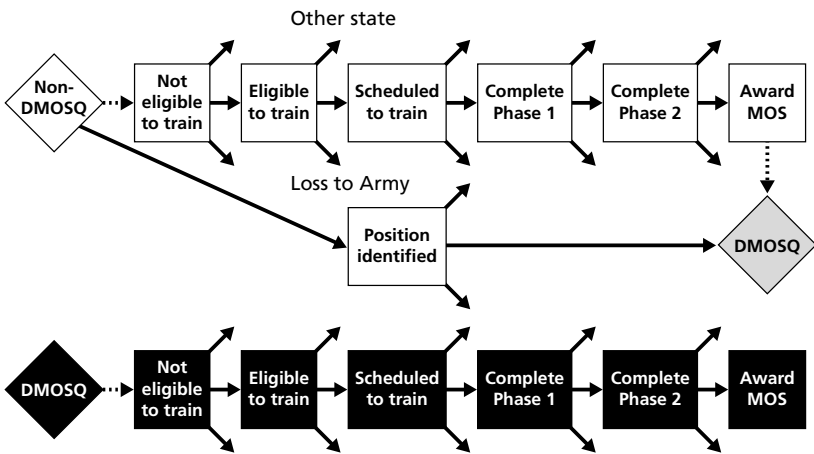 Other state
Non-
DMOSQ
Not
eligible
to train
Eligible
to train
Scheduled
to train
Complete
Phase 1
Complete
Phase 2
Award
MOS
Loss to Army
Position
identified
DMOSQ
DMOSQ
Not
eligible
to train
Eligible
to train
Scheduled
to train
Complete
Phase 1
Complete
Phase 2
Award
MOS